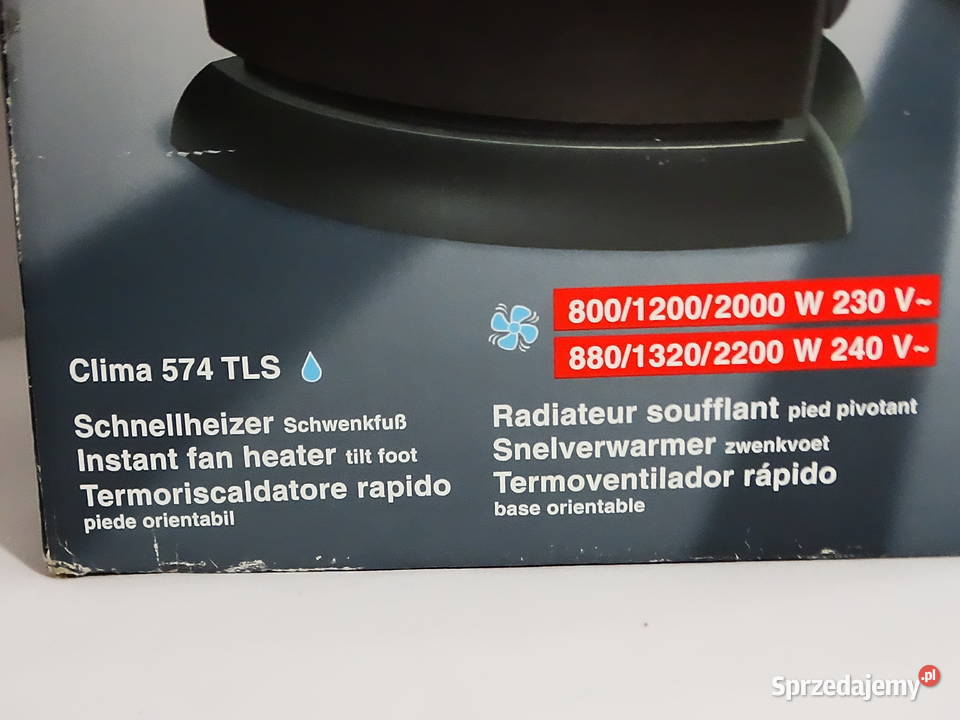 800/1200/2000 W 230 V~
880/1320/2200 W 240 V~
Clima 574 TLS
Schnellheizer Schwenkfuß
Instant fan heater tilt foot
Termoriscaldatore rapido
piede orientabil
Radiateur soufflant pied pivotant
Snelverwarmer zwenkvoet
Termoventilador rápido
base orientable
Sprzedajemy.pl